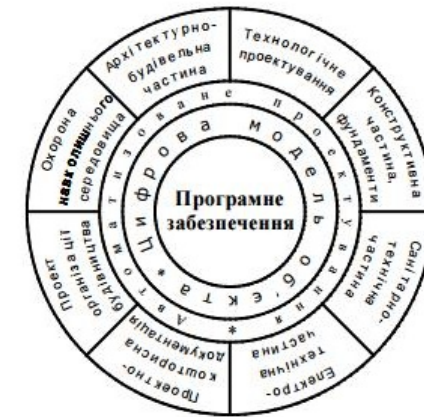 Архітектурно-
будівельна
частина
Технологічне
проектування
Конструктивна
частина,
фундаменти
Санітарно-
технічна
частина
Електро-
технічна
частина
Проектно-
кошторисна
документація
Проект
організації
будівництва
Охорона
навколишнього
середовища
Автоматизоване проектування *
Цифрова модель об'єкта *
Програмне
забезпечення